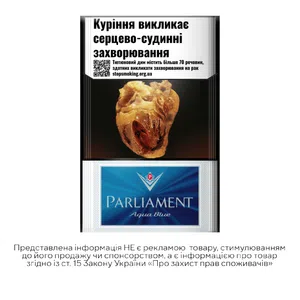 Куріння викликає
серцево-судинні
захворювання
Тютюновий дим містить більше 70 речовин,
здатних викликати захворювання на рак
stopsmoking.org.ua
PARLIAMENT
Aqua Blue
Представлена інформація НЕ є рекламою товару, стимулюванням
до його продажу чи спонсорством, а є інформацією про товар
згідно із ст. 15 Закону України «Про захист прав споживачів»